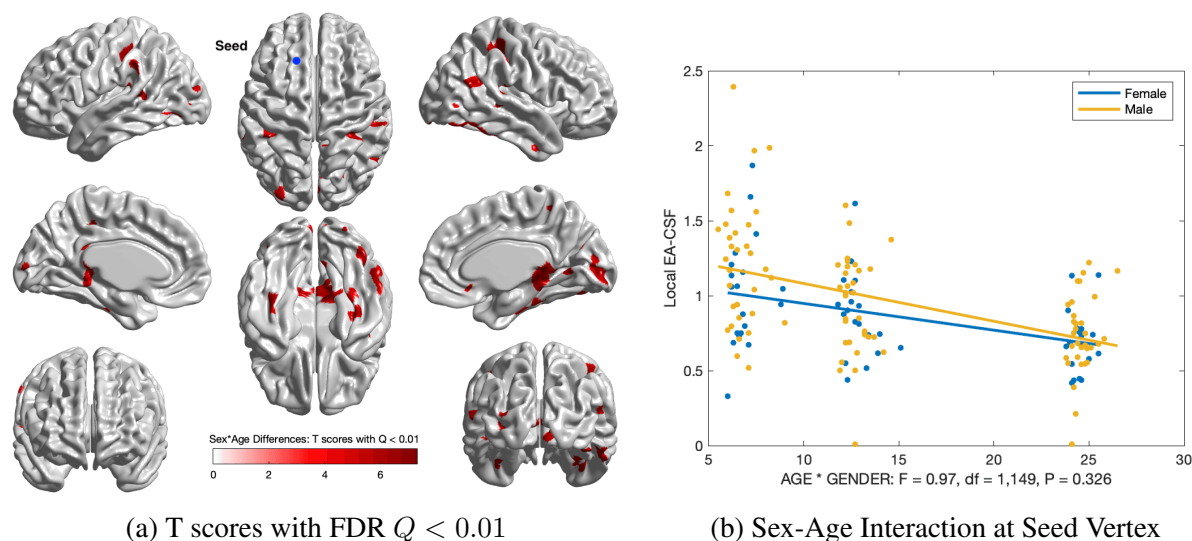 Seed
Sex*Age Differences: T scores with Q < 0.01
0 2 4 6
(a) T scores with FDR Q < 0.01
2.5
2
1.5
1
0.5
0
Local EA-CSF
Female
Male
5 10 15 20 25 30
AGE * GENDER: F = 0.97, df = 1,149, P = 0.326
(b) Sex-Age Interaction at Seed Vertex